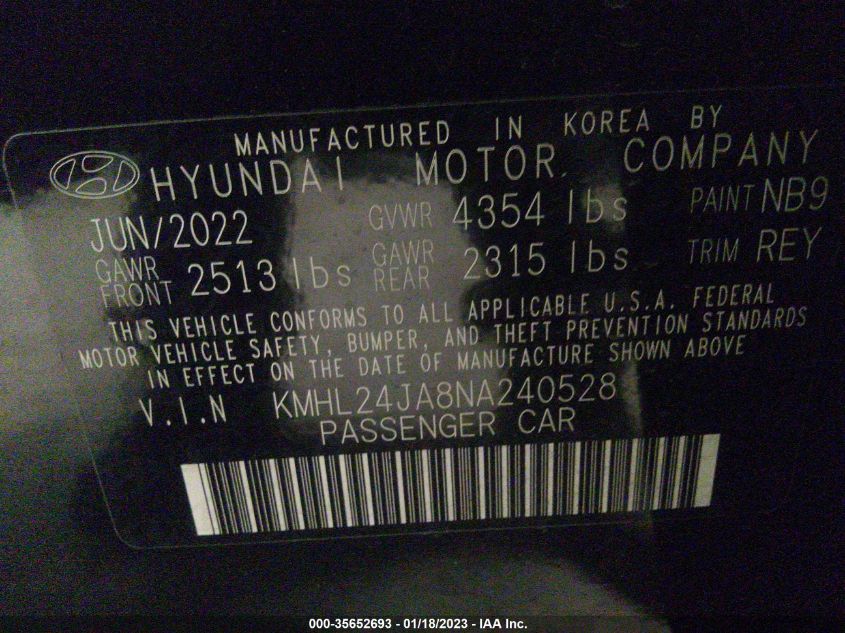 MANUFACTURED IN KOREA BY
HYUNDAI MOTOR. COMPANY
JUN/2022 GVWR 4354 lbs PAINT NB9
GAWR FRONT 2513 lbs GAWR REAR 2315 lbs TRIM REY
THIS VEHICLE CONFORMS TO ALL APPLICABLE U.S.A. FEDERAL
MOTOR VEHICLE SAFETY, BUMPER, AND THEFT PREVENTION STANDARDS
IN EFFECT ON THE DATE OF MANUFACTURE SHOWN ABOVE
V.I.N KMHL24JA8NA240528
PASSENGER CAR
000-35652693 - 01/18/2023 - IAA Inc.